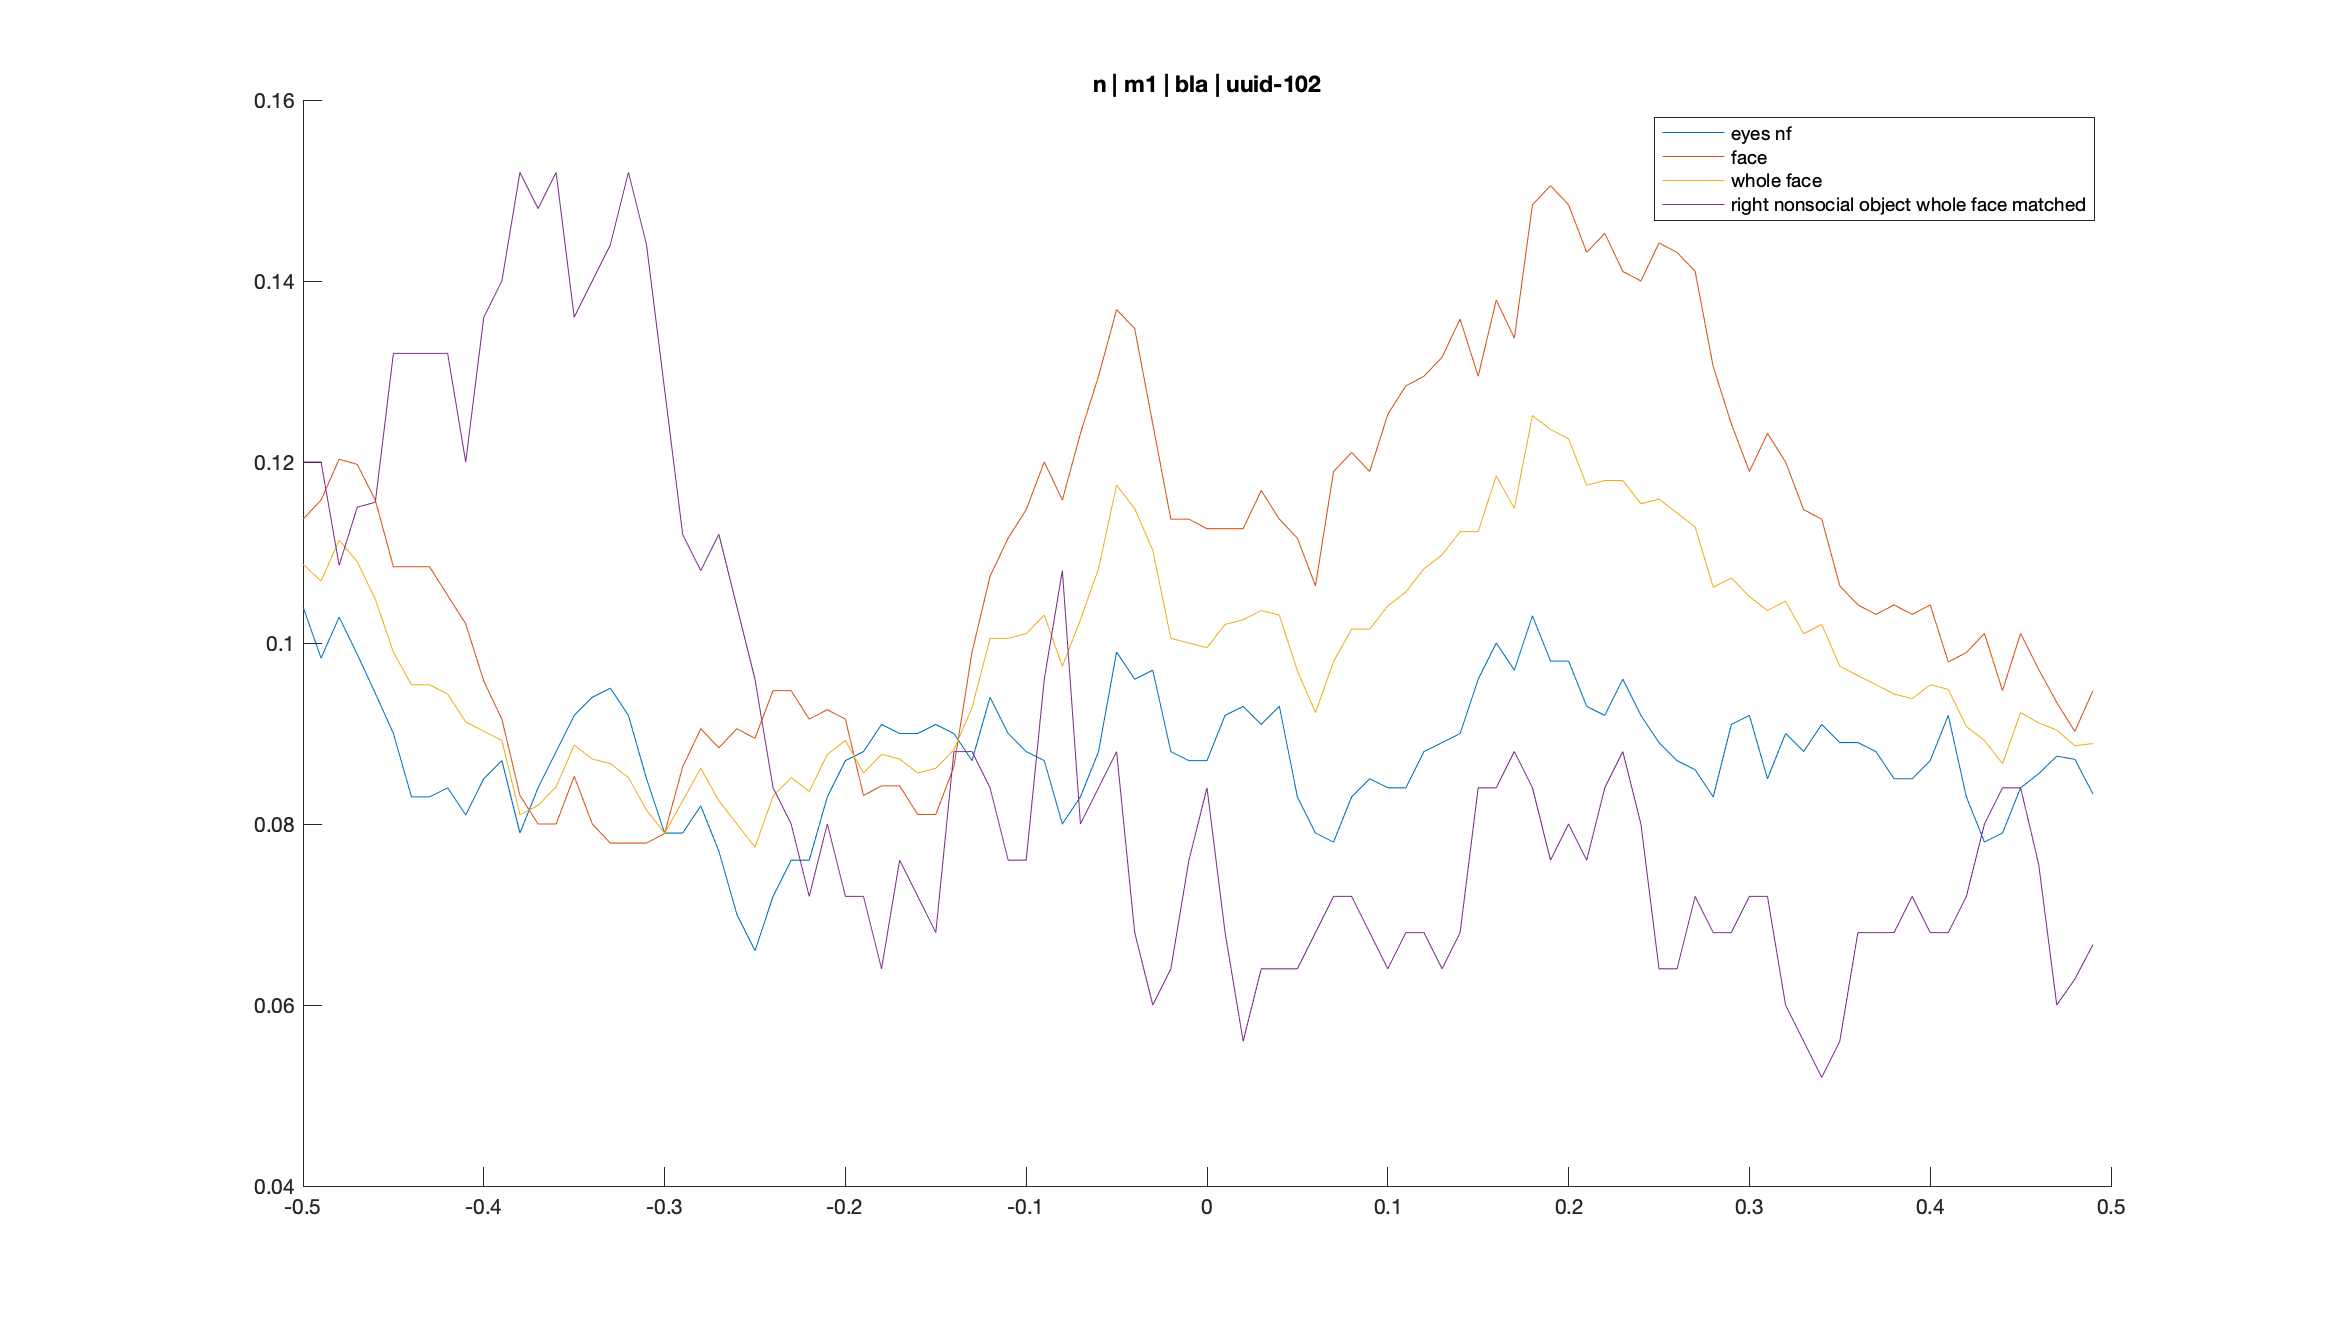 n | m1 | bla | uuid-102
0.16
eyes nf
face
whole face
right nonsocial object whole face matched
0.14
0.12
0.1
0.08
0.06
0.04
-0.5 -0.4 -0.3 -0.2 -0.1 0 0.1 0.2 0.3 0.4 0.5